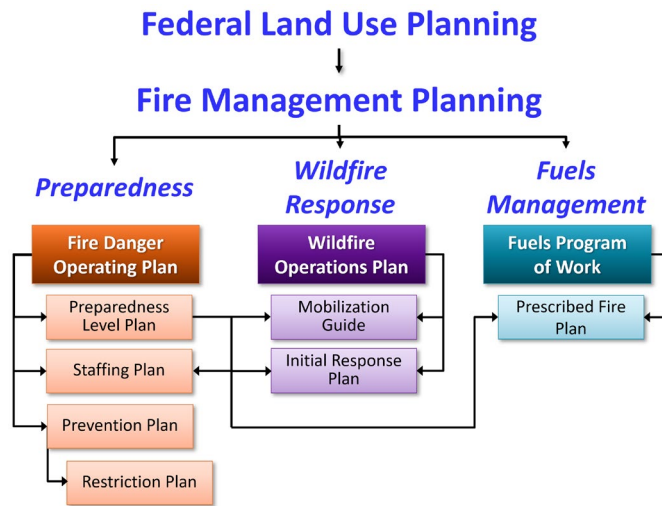 Federal Land Use Planning
Fire Management Planning
Preparedness
Wildfire
Response
Fuels
Management
Fire Danger
Operating Plan
Wildfire
Operations Plan
Fuels Program
of Work
Preparedness
Level Plan
Mobilization
Guide
Prescribed Fire
Plan
Staffing Plan
Initial Response
Plan
Prevention Plan
Restriction Plan